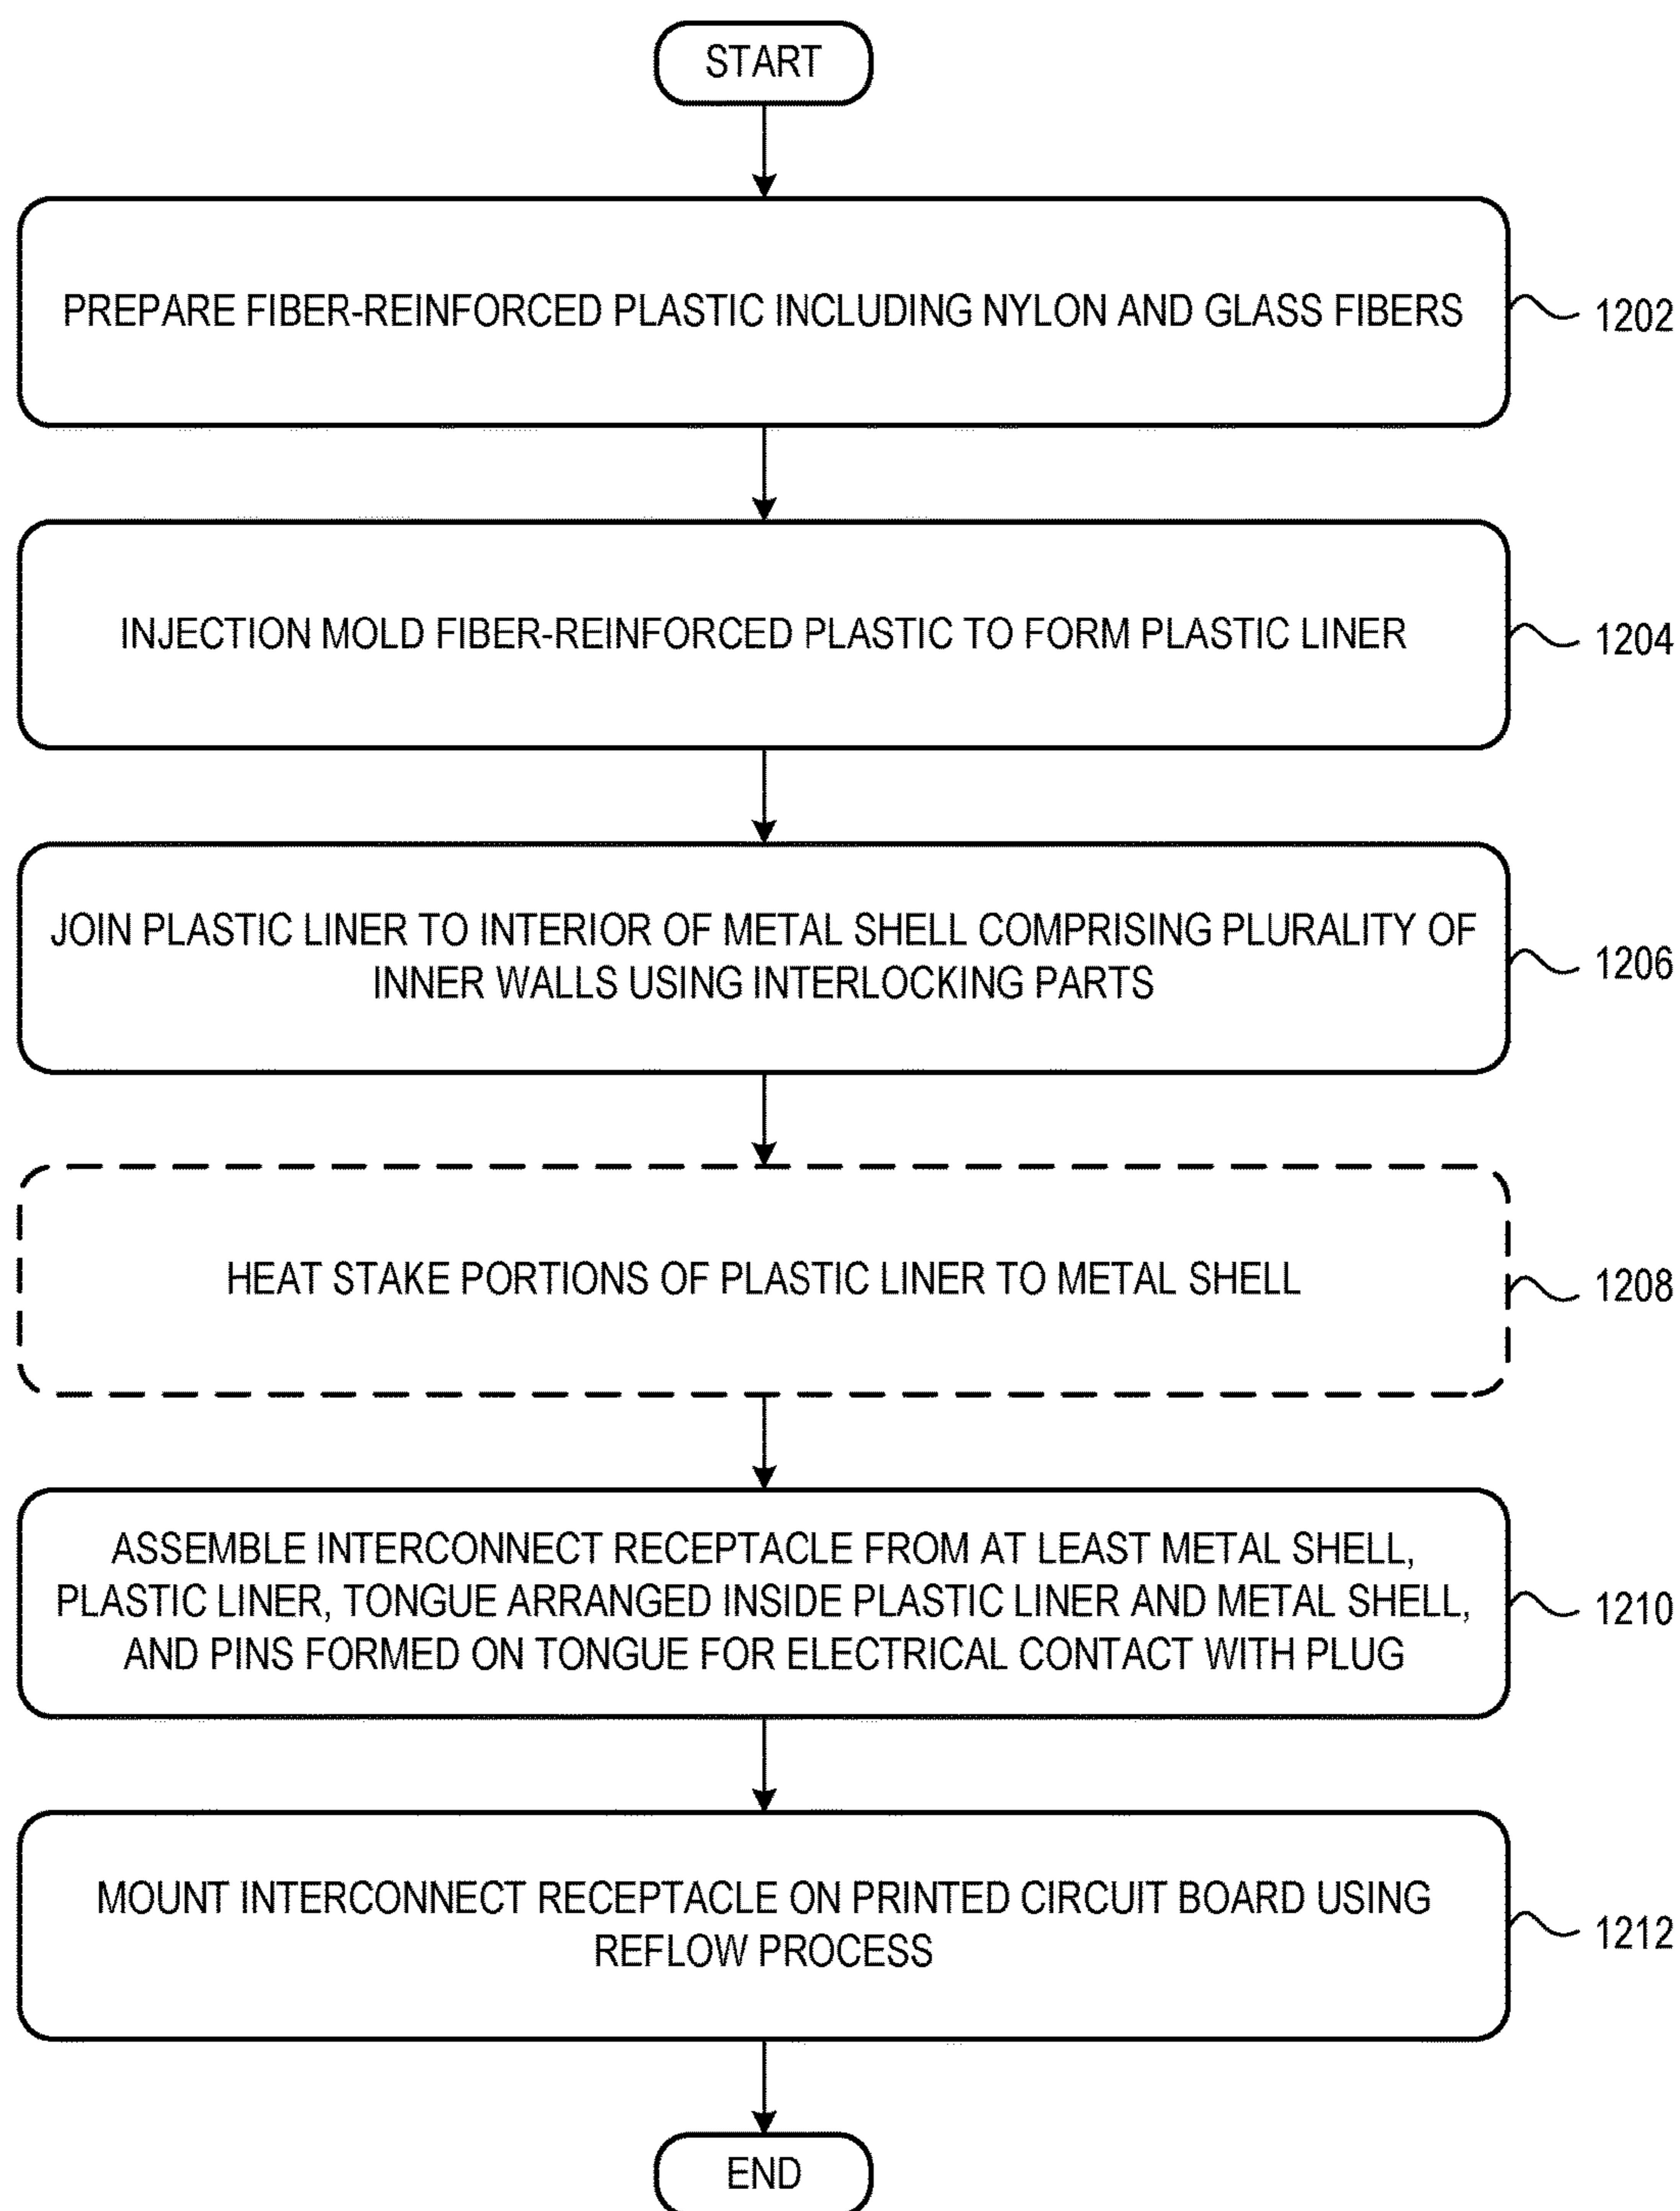 START
PREPARE FIBER-REINFORCED PLASTIC INCLUDING NYLON AND GLASS FIBERS
1202
INJECTION MOLD FIBER-REINFORCED PLASTIC TO FORM PLASTIC LINER
1204
JOIN PLASTIC LINER TO INTERIOR OF METAL SHELL COMPRISING PLURALITY OF
INNER WALLS USING INTERLOCKING PARTS
1206
HEAT STAKE PORTIONS OF PLASTIC LINER TO METAL SHELL
1208
ASSEMBLE INTERCONNECT RECEPTACLE FROM AT LEAST METAL SHELL,
PLASTIC LINER, TONGUE ARRANGED INSIDE PLASTIC LINER AND METAL SHELL,
AND PINS FORMED ON TONGUE FOR ELECTRICAL CONTACT WITH PLUG
1210
MOUNT INTERCONNECT RECEPTACLE ON PRINTED CIRCUIT BOARD USING
REFLOW PROCESS
1212
END